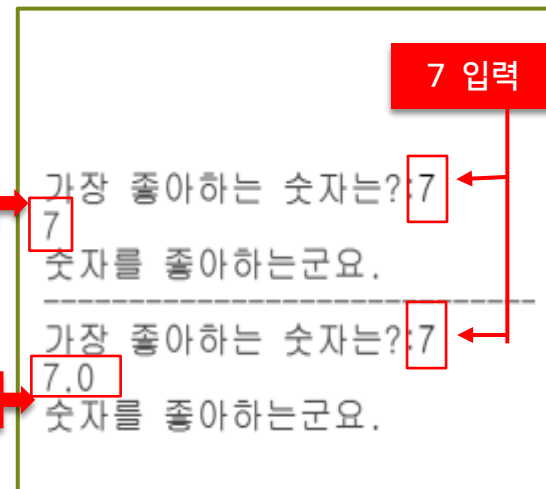 7 입력
가장 좋아하는 숫자는?:7
7
숫자를 좋아하는군요.
-----------------------------
가장 좋아하는 숫자는?:7
7.0
숫자를 좋아하는군요.